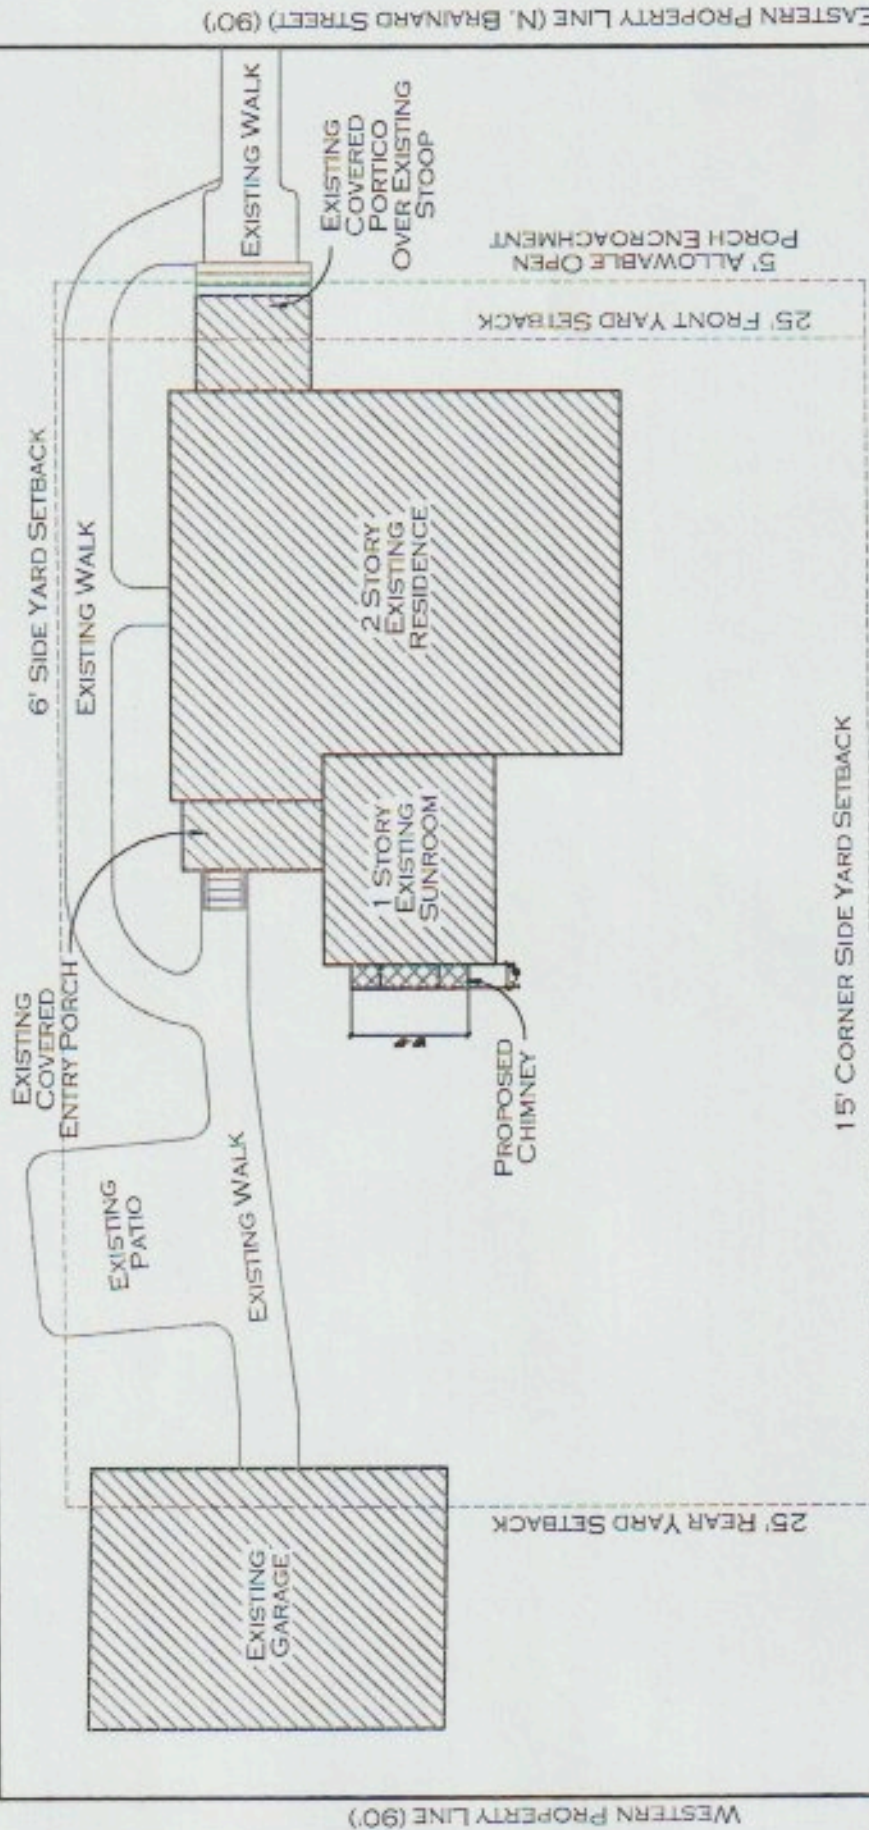 EASTERN PROPERTY LINE (N. BRAINARD STREET) (90')
EXISTING WALK
EXISTING
COVERED
PORTICO
OVER EXISTING
STOOP
5' ALLOWABLE OPEN
PORCH ENCROACHMENT
25' FRONT YARD SETBACK
6' SIDE YARD SETBACK
EXISTING WALK
2 STORY
EXISTING
RESIDENCE
1 STORY
EXISTING
SUNROOM
EXISTING
COVERED
ENTRY PORCH
PROPOSED
CHIMNEY
15' CORNER SIDE YARD SETBACK
EXISTING
PATIO
EXISTING WALK
25' REAR YARD SETBACK
EXISTING
GARAGE
WESTERN PROPERTY LINE (90')